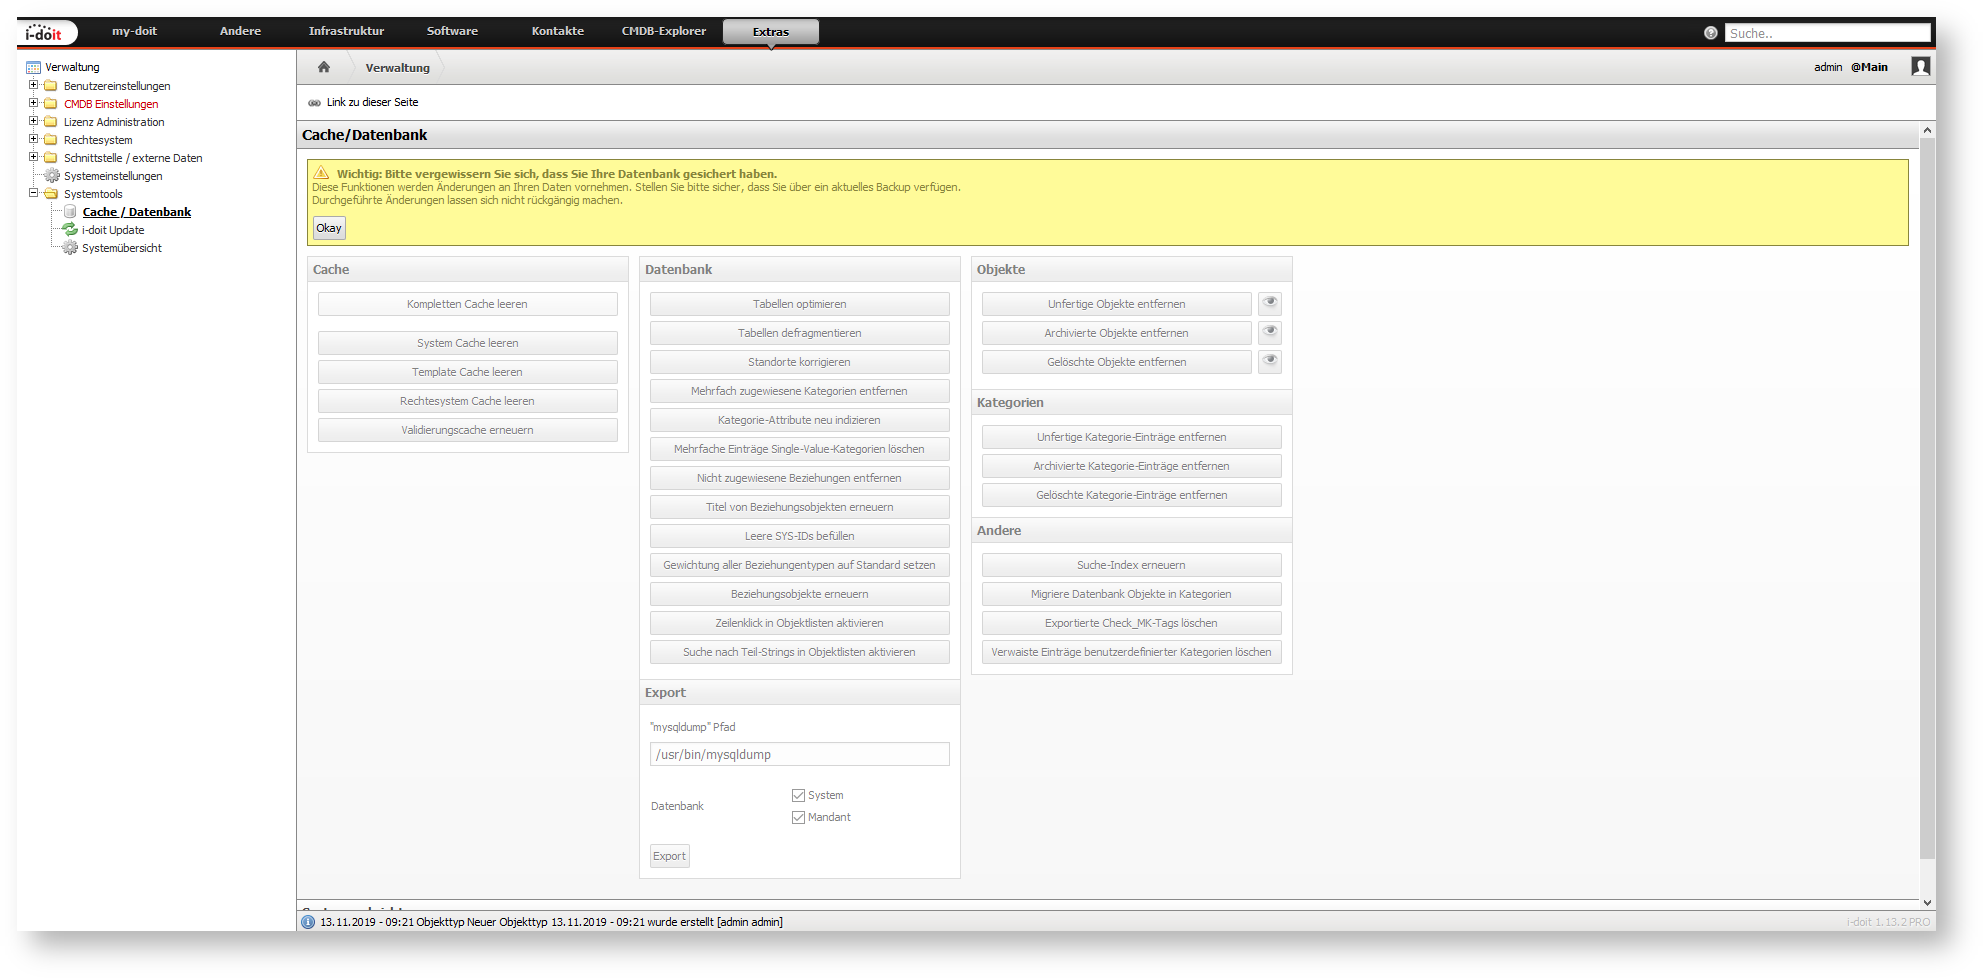 i-doit
my-doit
Andere
Infrastruktur
Software
Kontakte
CMDB-Explorer
Extras
Suche..
Verwaltung
Benutzereinstellungen
CMDB Einstellungen
Lizenz Administration
Rechtesystem
Schnittstelle / externe Daten
Systemeinstellungen
Systemtools
Cache / Datenbank
i-doit Update
Systemübersicht
Verwaltung
admin @Main
Link zu dieser Seite
Cache/Datenbank
Wichtig: Bitte vergewissern Sie sich, dass Sie Ihre Datenbank gesichert haben.
Diese Funktionen werden Änderungen an Ihren Daten vornehmen. Stellen Sie bitte sicher, dass Sie über ein aktuelles Backup verfügen.
Durchgeführte Änderungen lassen sich nicht rückgängig machen.
Okay
Cache
Kompletten Cache leeren
System Cache leeren
Template Cache leeren
Rechtesystem Cache leeren
Validierungscache erneuern
Datenbank
Tabellen optimieren
Tabellen defragmentieren
Standorte korrigieren
Mehrfach zugewiesene Kategorien entfernen
Kategorie-Attribute neu indizieren
Mehrfache Einträge Single-Value-Kategorien löschen
Nicht zugewiesene Beziehungen entfernen
Titel von Beziehungsobjekten erneuern
Leere SYS-IDs befüllen
Gewichtung aller Beziehungentypen auf Standard setzen
Beziehungsobjekte erneuern
Zeilenklick in Objektlisten aktivieren
Suche nach Teil-Strings in Objektlisten aktivieren
Export
"mysqldump" Pfad
/usr/bin/mysqldump
Datenbank
System
Mandant
Export
Objekte
Unfertige Objekte entfernen
Archivierte Objekte entfernen
Gelöschte Objekte entfernen
Kategorien
Unfertige Kategorie-Einträge entfernen
Archivierte Kategorie-Einträge entfernen
Gelöschte Kategorie-Einträge entfernen
Andere
Suche-Index erneuern
Migriere Datenbank Objekte in Kategorien
Exportierte Check_MK-Tags löschen
Verwaiste Einträge benutzerdefinierter Kategorien löschen
13.11.2019 - 09:21 Objekttyp Neuer Objekttyp 13.11.2019 - 09:21 wurde erstellt [admin admin]
i-doit 1.13.2 PRO